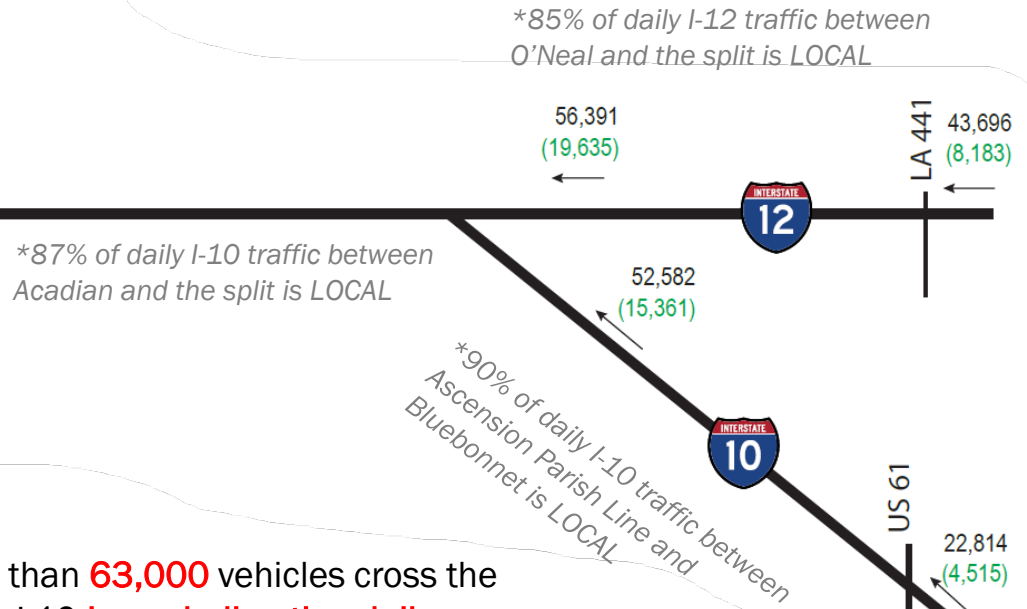 *85% of daily I-12 traffic between
O'Neal and the split is LOCAL
56,391
(19,635)
LA 441
43,696
(8,183)
INTERSTATE
12
*87% of daily I-10 traffic between
Acadian and the split is LOCAL
52,582
(15,361)
*90% of daily I-10 traffic between
Ascension Parish Line and
Bluebonnet is LOCAL
INTERSTATE
10
US 61
22,814
(4,515)
than 63,000 vehicles cross the